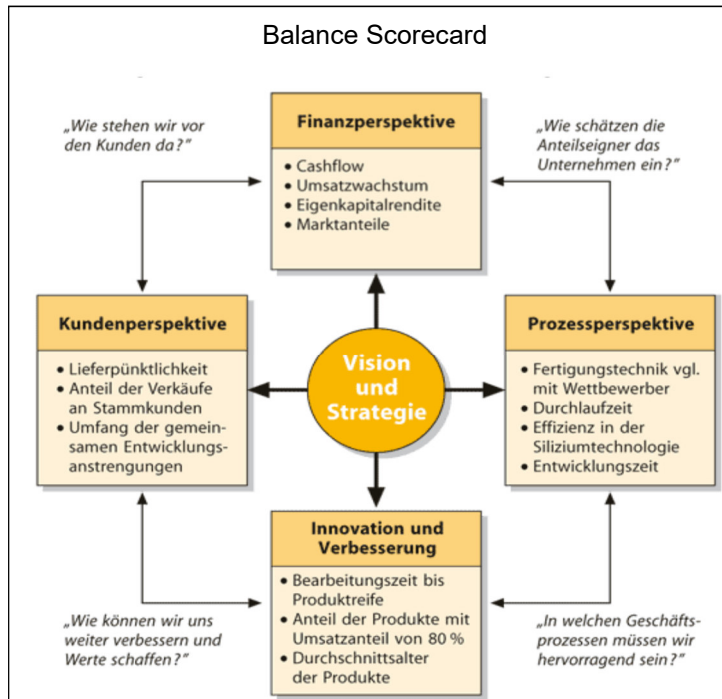 Balance Scorecard
„Wie stehen wir vor
den Kunden da?”
Finanzperspektive
• Cashflow
• Umsatzwachstum
• Eigenkapitalrendite
• Marktanteile
„Wie schätzen die
Anteilseigner das
Unternehmen ein?”
Kundenperspektive
• Lieferpünktlichkeit
• Anteil der Verkäufe
an Stammkunden
• Umfang der gemein-
samen Entwicklungs-
anstrengungen
Vision
und
Strategie
Prozessperspektive
• Fertigungstechnik vgl.
mit Wettbewerber
• Durchlaufzeit
• Effizienz in der
Siliziumtechnologie
• Entwicklungszeit
„Wie können wir uns
weiter verbessern und
Werte schaffen?”
Innovation und
Verbesserung
• Bearbeitungszeit bis
Produktreife
• Anteil der Produkte mit
Umsatzanteil von 80 %
• Durchschnittsalter
der Produkte
„In welchen Geschäfts-
prozessen müssen wir
hervorragend sein?”